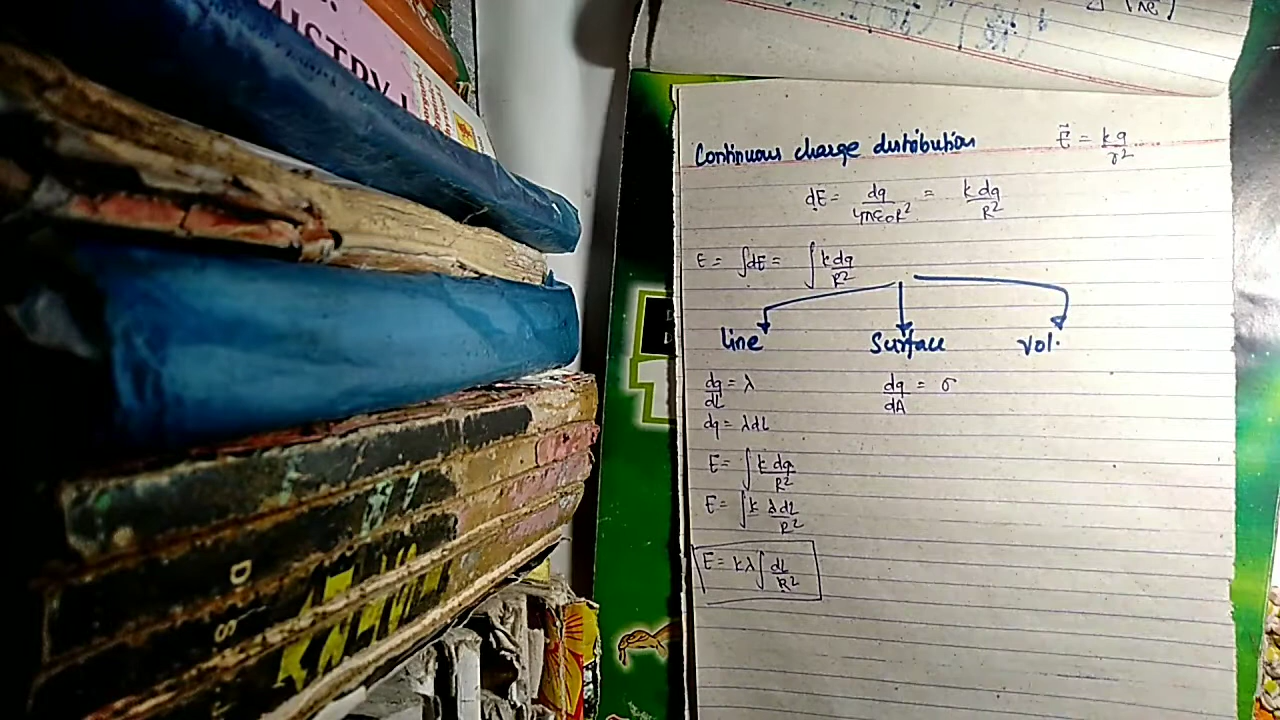 MISTRY
Continuous charge distribution
E⃗ = kq/r²
dE = dq/4πε₀R² = k dq/R²
E = ∫dE = ∫ k dq/R²
line surface vol.
dq/dL = λ dq/dA = σ
dq = λdL
E = ∫ k dq/R²
E = ∫ k λdL/R²
E = kλ ∫ dL/R²